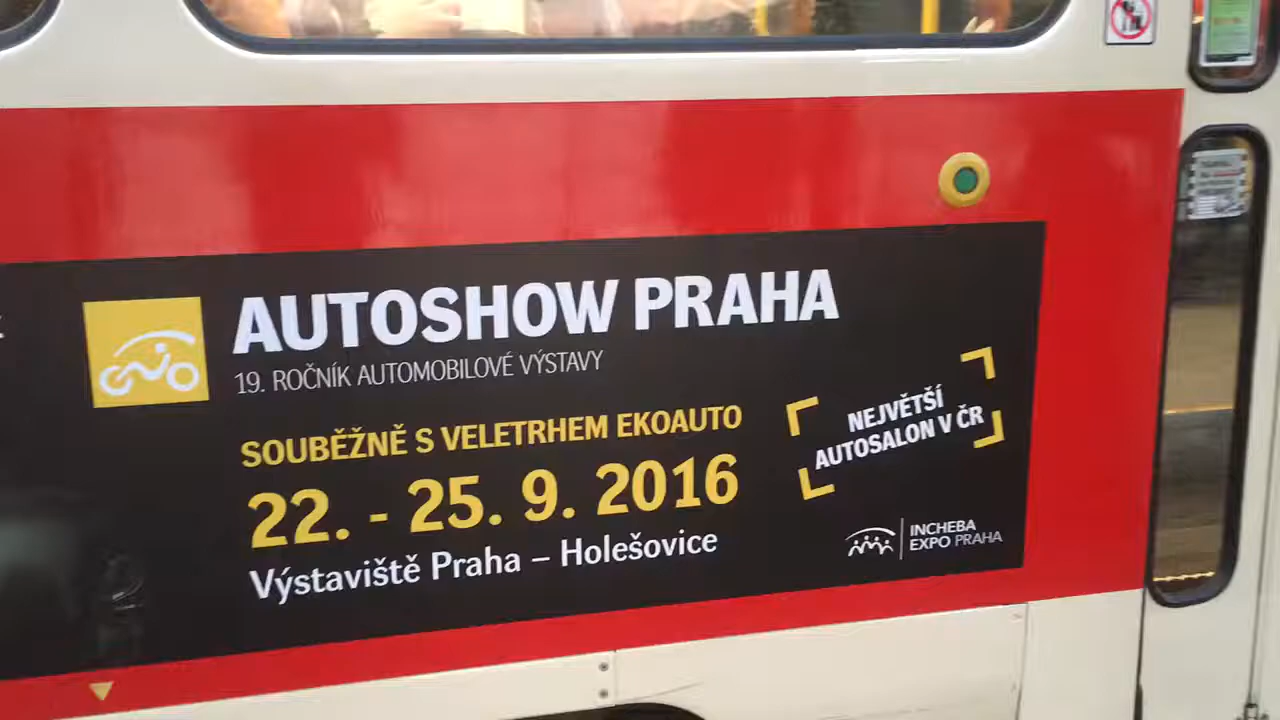 AUTOSHOW PRAHA
19. ROČNÍK AUTOMOBILOVÉ VÝSTAVY
SOUBĚŽNĚ S VELETRHEM EKOAUTO
22. - 25. 9. 2016
Výstaviště Praha – Holešovice
NEJVĚTŠÍ
AUTOSALON V ČR
INCHEBA
EXPO PRAHA